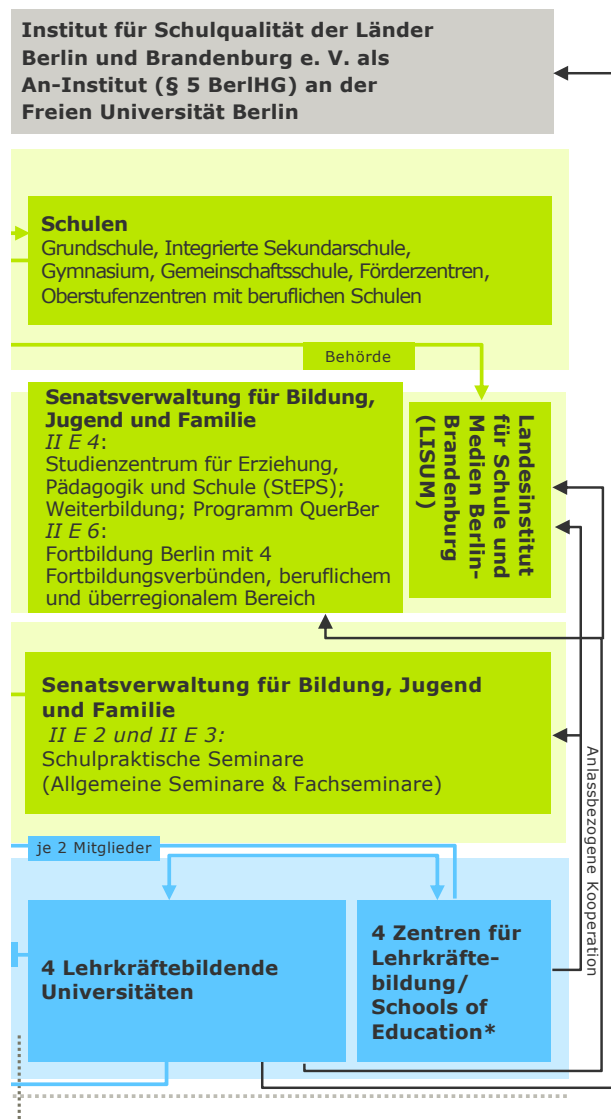 Institut für Schulqualität der Länder
Berlin und Brandenburg e. V. als
An-Institut (§ 5 BerlHG) an der
Freien Universität Berlin
Schulen
Grundschule, Integrierte Sekundarschule,
Gymnasium, Gemeinschaftsschule, Förderzentren,
Oberstufenzentren mit beruflichen Schulen
Behörde
Senatsverwaltung für Bildung,
Jugend und Familie
II E 4:
Studienzentrum für Erziehung,
Pädagogik und Schule (StEPS);
Weiterbildung; Programm QuerBer
II E 6:
Fortbildung Berlin mit 4
Fortbildungsverbünden, beruflichem
und überregionalem Bereich
Landesinstitut
für Schule und
Medien Berlin-
Brandenburg
(LISUM)
Senatsverwaltung für Bildung, Jugend
und Familie
II E 2 und II E 3:
Schulpraktische Seminare
(Allgemeine Seminare & Fachseminare)
Anlassbezogene Kooperation
je 2 Mitglieder
4 Lehrkräftebildende
Universitäten
4 Zentren für
Lehrkräfte-
bildung/
Schools of
Education*